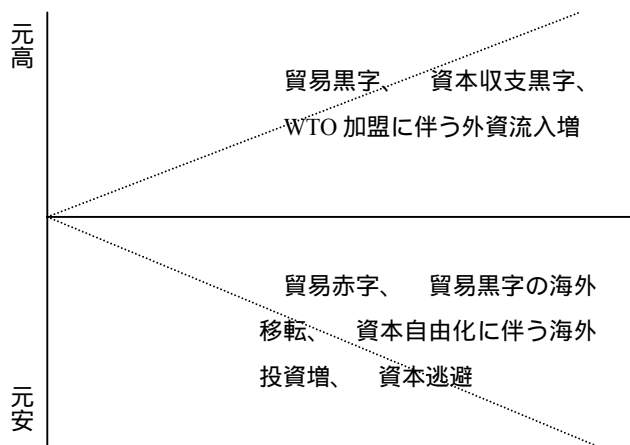 元高
貿易黒字、　資本収支黒字、
WTO 加盟に伴う外資流入増
貿易赤字、　貿易黒字の海外
移転、　資本自由化に伴う海外
投資増、　資本逃避
元安